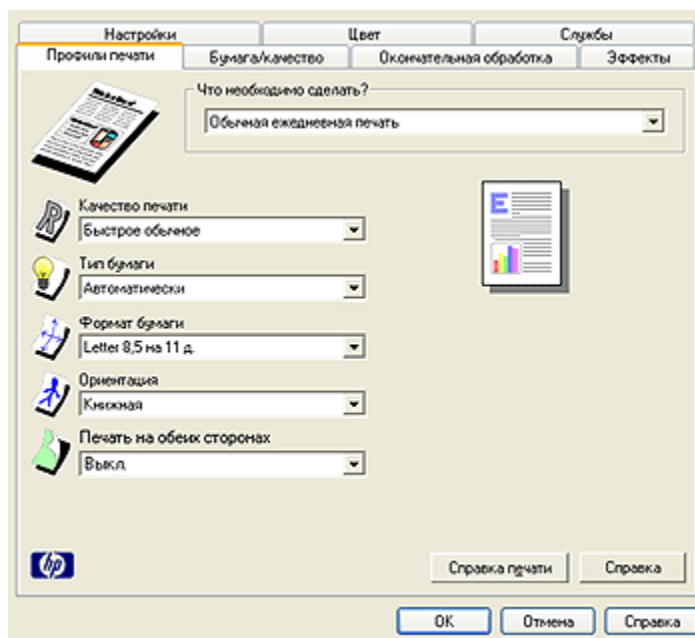 Настройки Цвет Службы
Профили печати Бумага/качество Окончательная обработка Эффекты
Что необходимо сделать?
Обычная ежедневная печать
Качество печати
Быстрое обычное
Тип бумаги
Автоматически
Формат бумаги
Letter 8,5 на 11 д.
Ориентация
Книжная
Печать на обеих сторонах
Выкл.
E
hp
Справка печати Справка
OK Отмена Справка